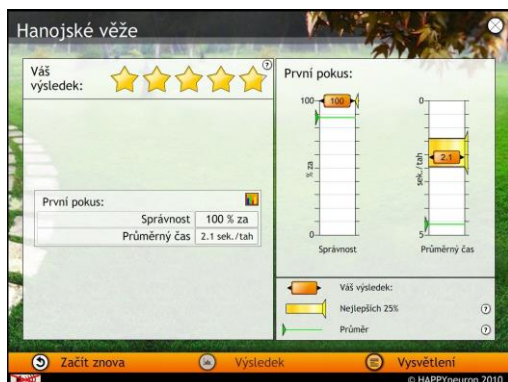 Hanojské věže
Váš
výsledek:
První pokus:
Správnost 100 % za
Průměrný čas 2.1 sek./tah
První pokus:
100 100
% za
0
Správnost
0
2.1
sek./tah
5
Průměrný čas
Váš výsledek:
Nejlepších 25%
Průměr
Začít znova
Výsledek
Vysvětlení
© HAPPYneuron 2010